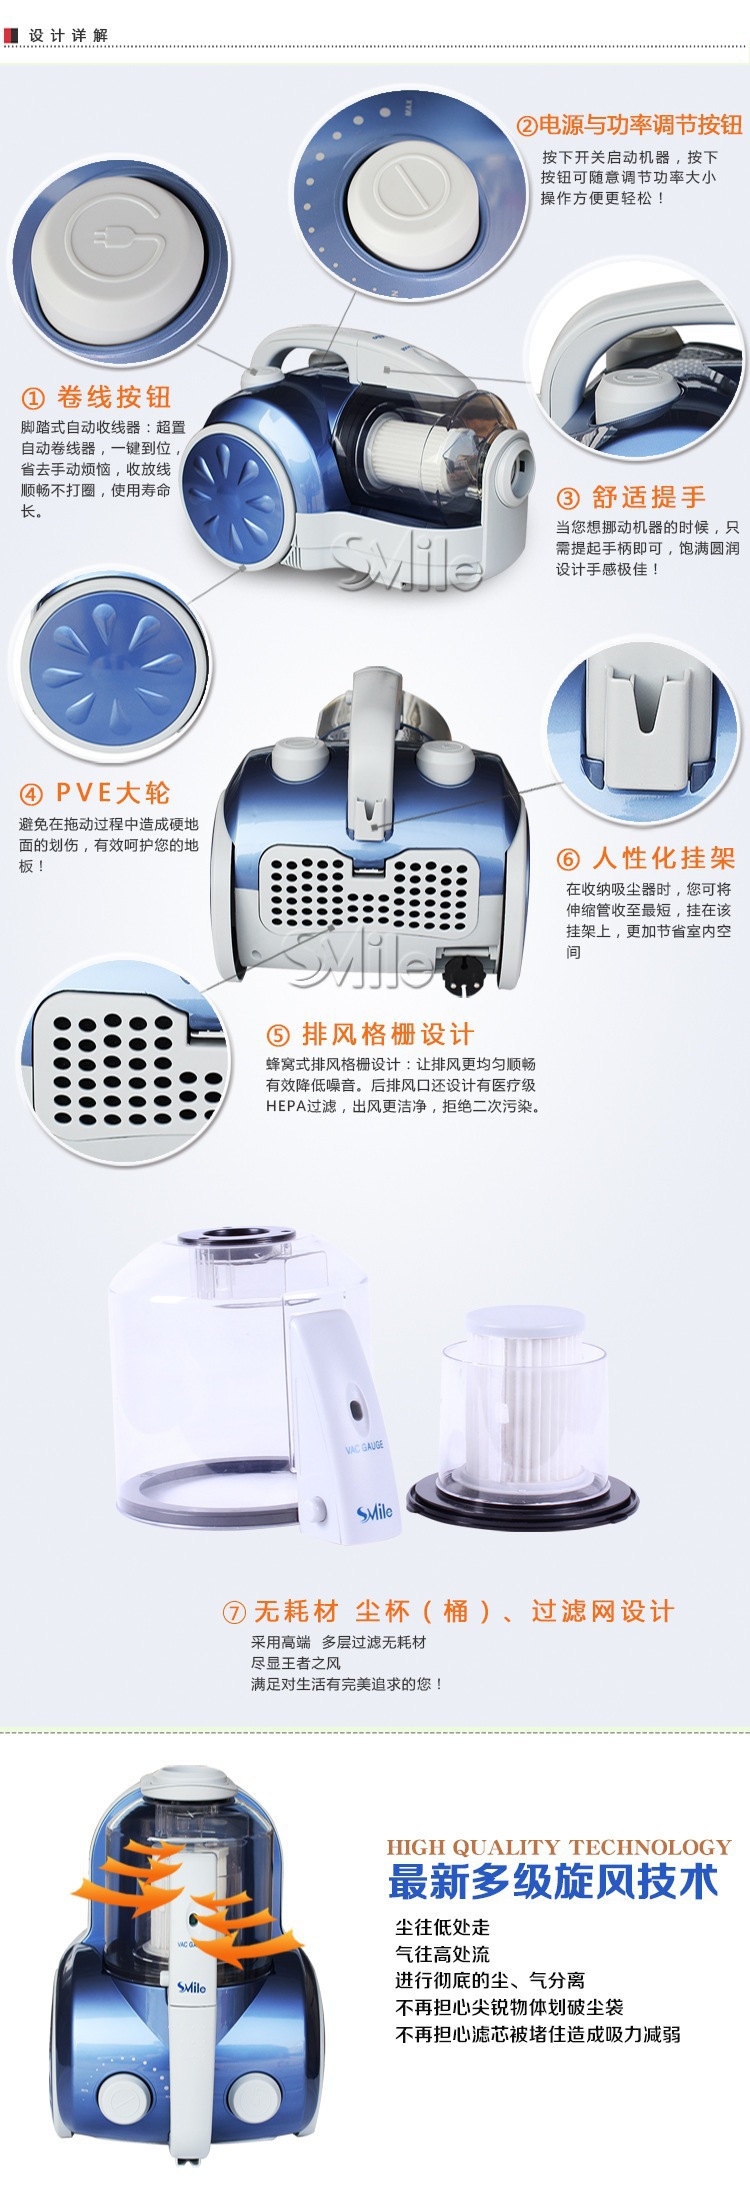 设计详解
②电源与功率调节按钮
按下开关启动机器，按下
按钮可随意调节功率大小
操作方便更轻松！
MAX
① 卷线按钮
脚踏式自动收线器：超置
自动卷线器，一键到位，
省去手动烦恼，收放线
顺畅不打圈，使用寿命
长。
③ 舒适提手
当您想挪动机器的时候，只
需提起手柄即可，饱满圆润
设计手感极佳！
SMile
④ PVE大轮
避免在拖动过程中造成硬地
面的划伤，有效呵护您的地
板！
⑥ 人性化挂架
在收纳吸尘器时，您可将
伸缩管收至最短，挂在该
挂架上，更加节省室内空
间
SMile
⑤ 排风格栅设计
蜂窝式排风格栅设计：让排风更均匀顺畅
有效降低噪音。后排风口还设计有医疗级
HEPA过滤，出风更洁净，拒绝二次污染。
VAC GAUGE
SMile
⑦ 无耗材 尘杯（桶）、过滤网设计
采用高端 多层过滤无耗材
尽显王者之风
满足对生活有完美追求的您！
HIGH QUALITY TECHNOLOGY
最新多级旋风技术
尘往低处走
气往高处流
进行彻底的尘、气分离
不再担心尖锐物体划破尘袋
不再担心滤芯被堵住造成吸力减弱
VAC GA
SMile